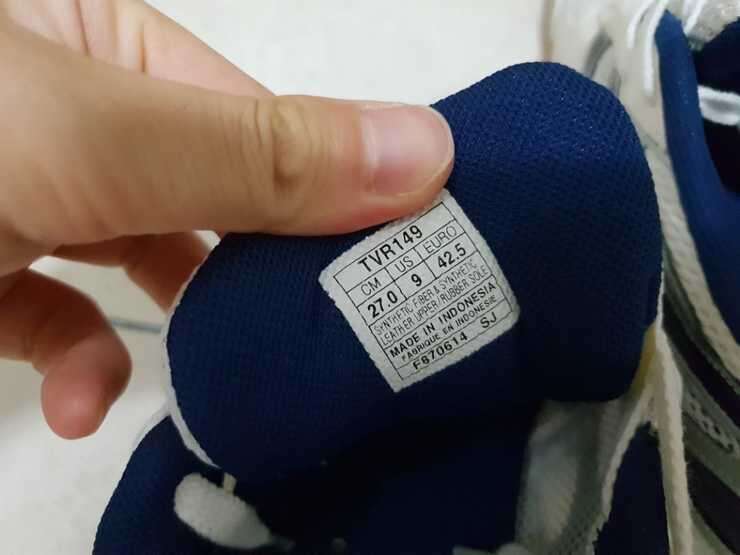 TVR149
CM US EURO
27.0 9 42.5
SYNTHETIC FIBER & SYNTHETIC
LEATHER UPPER / RUBBER SOLE
MADE IN INDONESIA
FABRIQUE EN INDONESIE
F870614 SJ